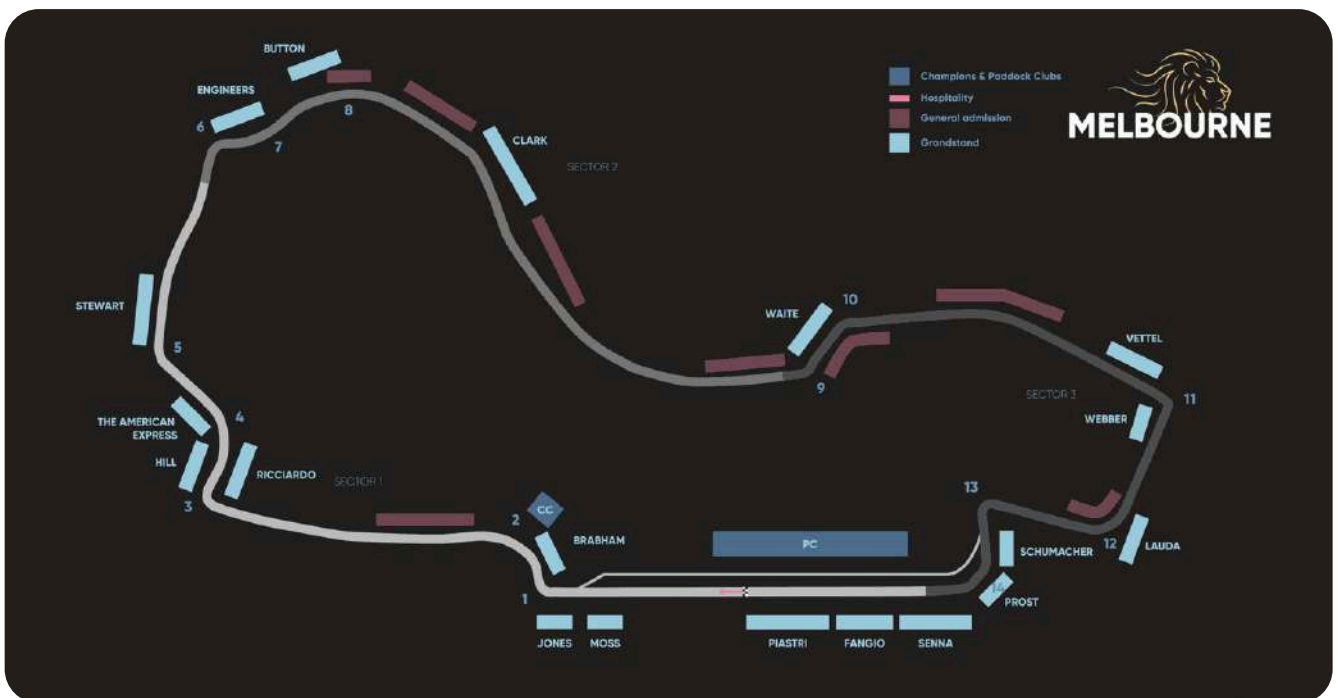 BUTTON
ENGINEERS
6
7
8
CLARK
SECTOR 2
Champions & Paddock Clubs
Hospitality
General admission
Grandstand
MELBOURNE
STEWART
5
WAITE
10
9
VETTEL
11
SECTOR 3
WEBBER
THE AMERICAN
EXPRESS
4
HILL
RICCIARDO
SECTOR 1
3
2
CC
BRABHAM
PC
13
SCHUMACHER
12
LAUDA
14
PROST
1
JONES
MOSS
PIASTRI
FANGIO
SENNA